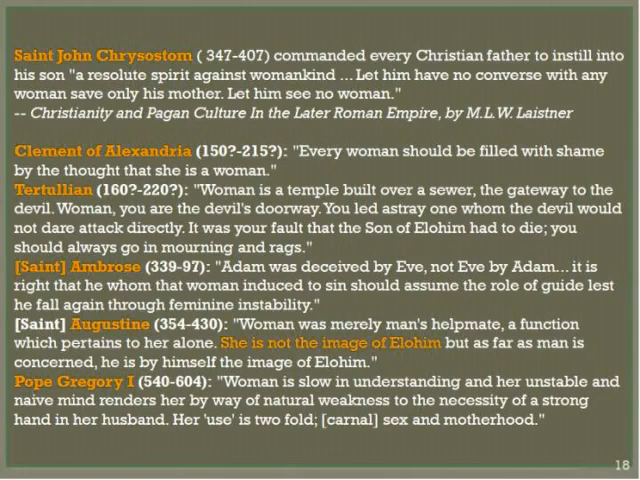 Saint John Chrysostom ( 347-407) commanded every Christian father to instill into
his son "a resolute spirit against womankind ... Let him have no converse with any
woman save only his mother. Let him see no woman."
-- Christianity and Pagan Culture In the Later Roman Empire, by M.L.W. Laistner
Clement of Alexandria (150?-215?): "Every woman should be filled with shame
by the thought that she is a woman."
Tertullian (160?-220?): "Woman is a temple built over a sewer, the gateway to the
devil. Woman, you are the devil's doorway. You led astray one whom the devil would
not dare attack directly. It was your fault that the Son of Elohim had to die; you
should always go in mourning and rags."
[Saint] Ambrose (339-97): "Adam was deceived by Eve, not Eve by Adam... it is
right that he whom that woman induced to sin should assume the role of guide lest
he fall again through feminine instability."
[Saint] Augustine (354-430): "Woman was merely man's helpmate, a function
which pertains to her alone. She is not the image of Elohim but as far as man is
concerned, he is by himself the image of Elohim."
Pope Gregory I (540-604): "Woman is slow in understanding and her unstable and
naive mind renders her by way of natural weakness to the necessity of a strong
hand in her husband. Her 'use' is two fold; [carnal] sex and motherhood."
18